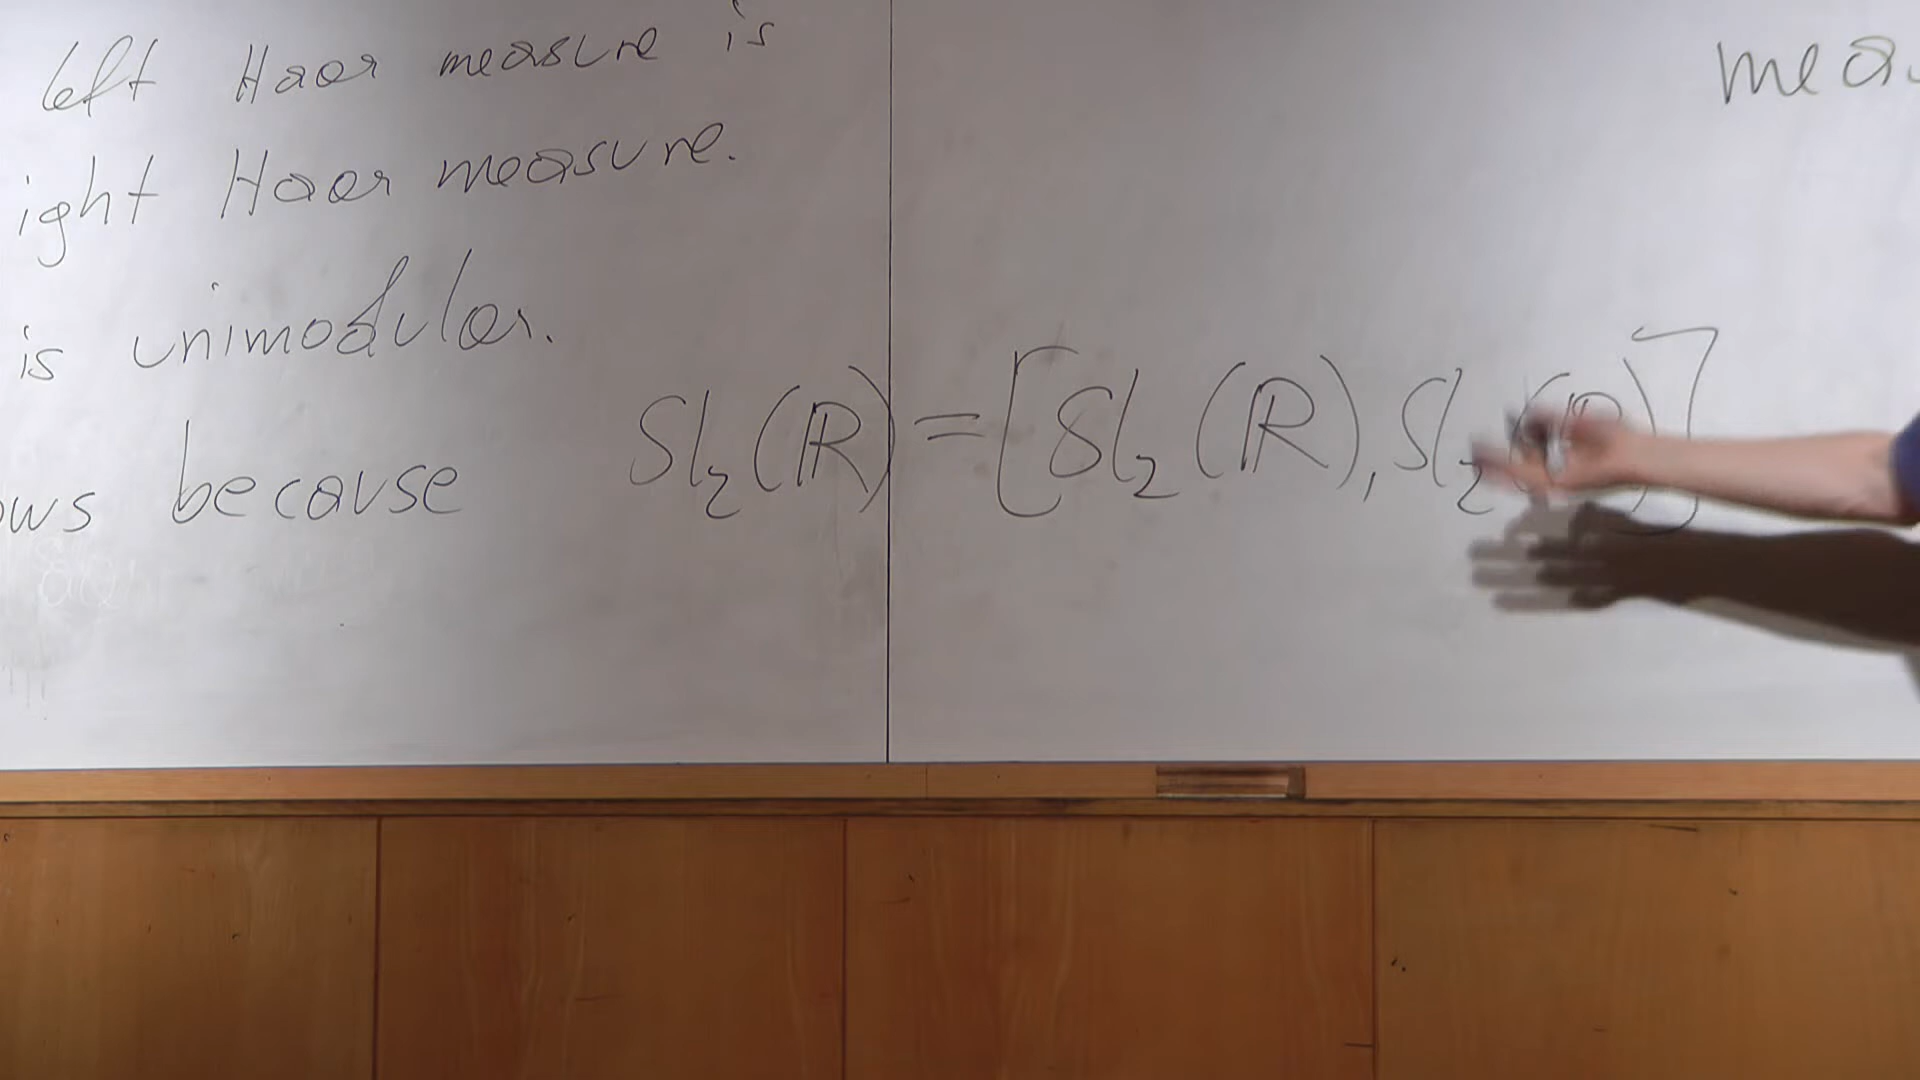 left Haar measure is
ight Haar measure.
is unimodular.
ows because Sl₂(ℝ) = [Sl₂(ℝ), Sl₂(ℝ)]
mea